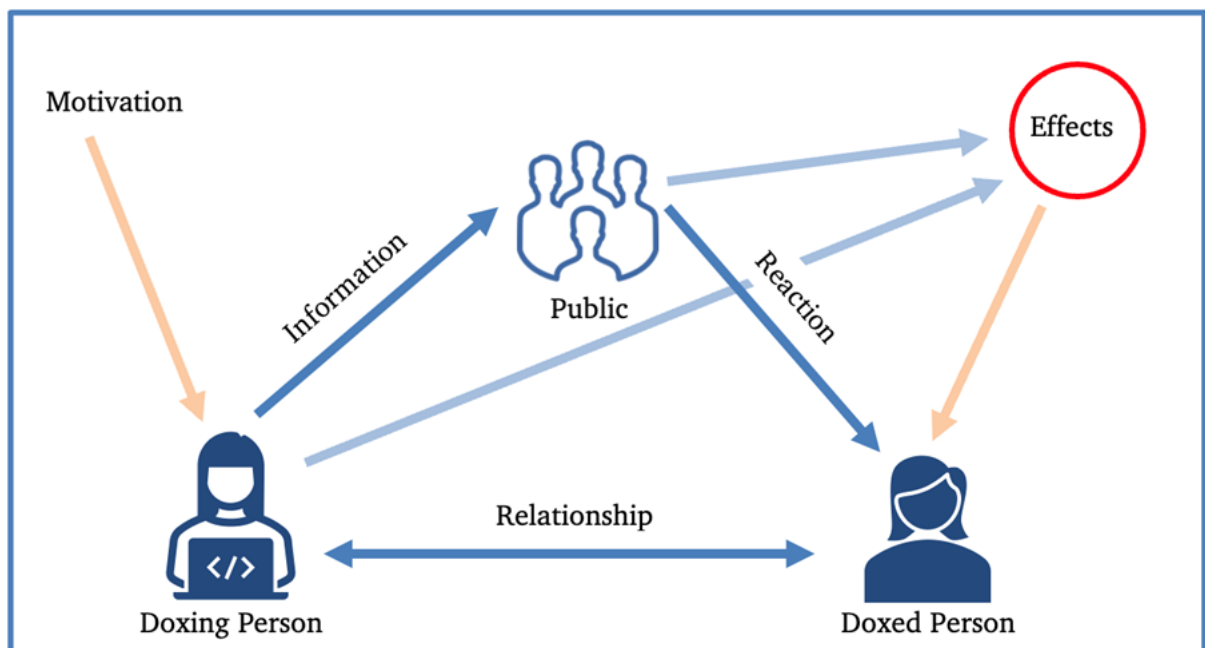 Motivation
Effects
Information
Public
Reaction
Relationship
</>
Doxing Person
Doxed Person